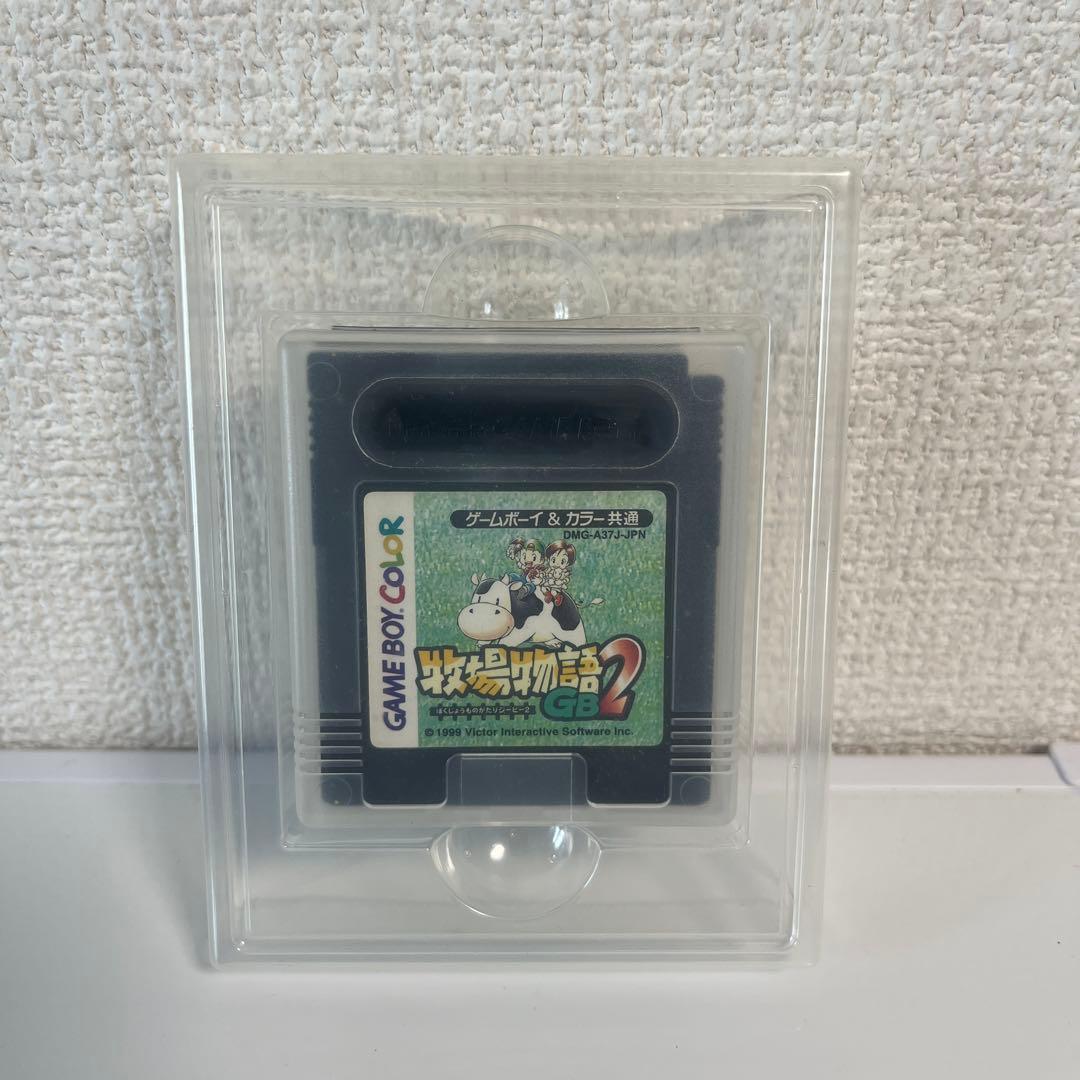 ゲームボーイ & カラー共通
DMG-A37J-JPN
GAME BOY COLOR
牧場物語
GB2
ぼくじょうものがたりジービー2
© 1999 Victor Interactive Software Inc.